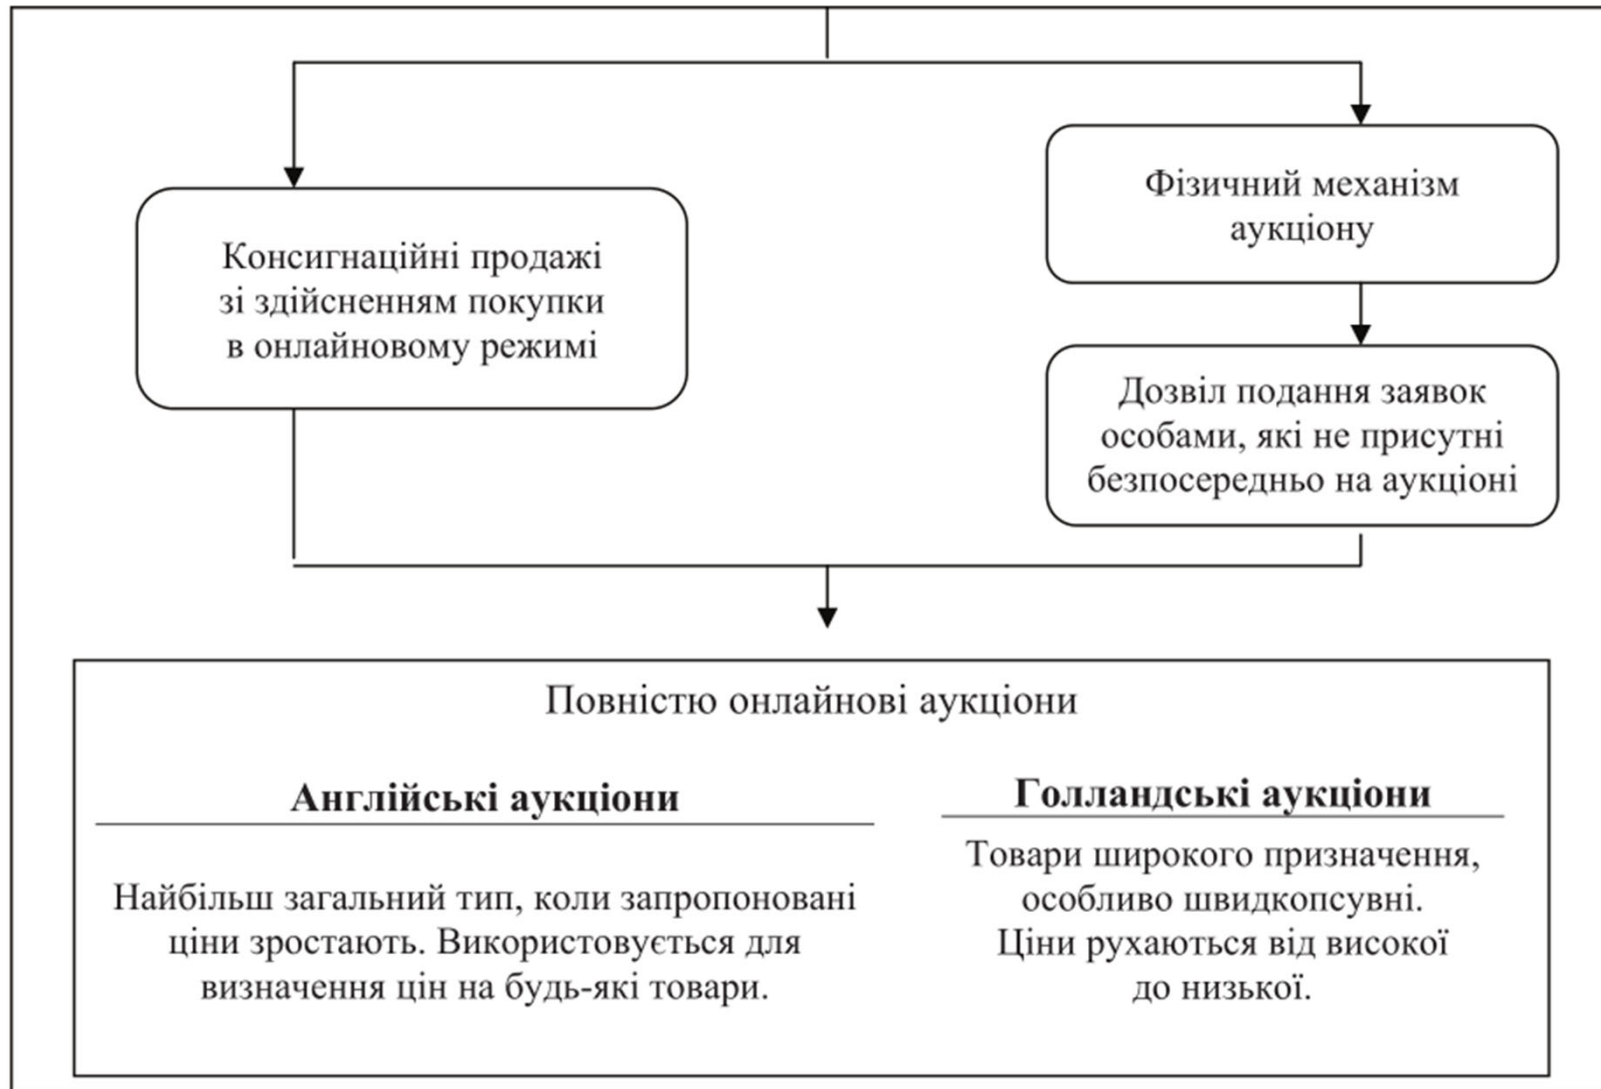 Консигнаційні продажі
зі здійсненням покупки
в онлайновому режимі
Фізичний механізм
аукціону
Дозвіл подання заявок
особами, які не присутні
безпосередньо на аукціоні
Повністю онлайнові аукціони
Англійські аукціони
Найбільш загальний тип, коли запропоновані
ціни зростають. Використовується для
визначення цін на будь-які товари.
Голландські аукціони
Товари широкого призначення,
особливо швидкопсувні.
Ціни рухаються від високої
до низької.